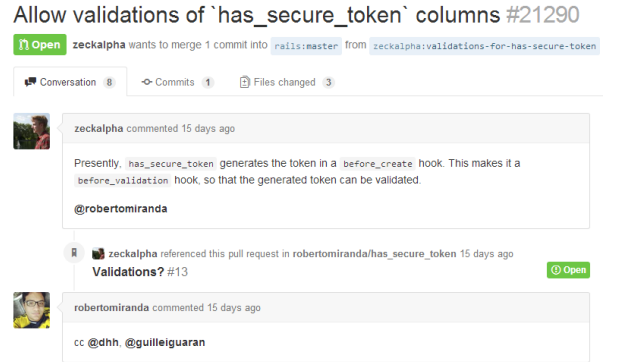 Allow validations of `has_secure_token` columns #21290
Open zeckalpha wants to merge 1 commit into rails:master from zeckalpha:validations-for-has-secure-token
Conversation 8 Commits 1 Files changed 3
zeckalpha commented 15 days ago
Presently, has_secure_token generates the token in a before_create hook. This makes it a
before_validation hook, so that the generated token can be validated.
@robertomiranda
zeckalpha referenced this pull request in robertomiranda/has_secure_token 15 days ago
Validations? #13 Open
robertomiranda commented 15 days ago
cc @dhh, @guilleiguaran